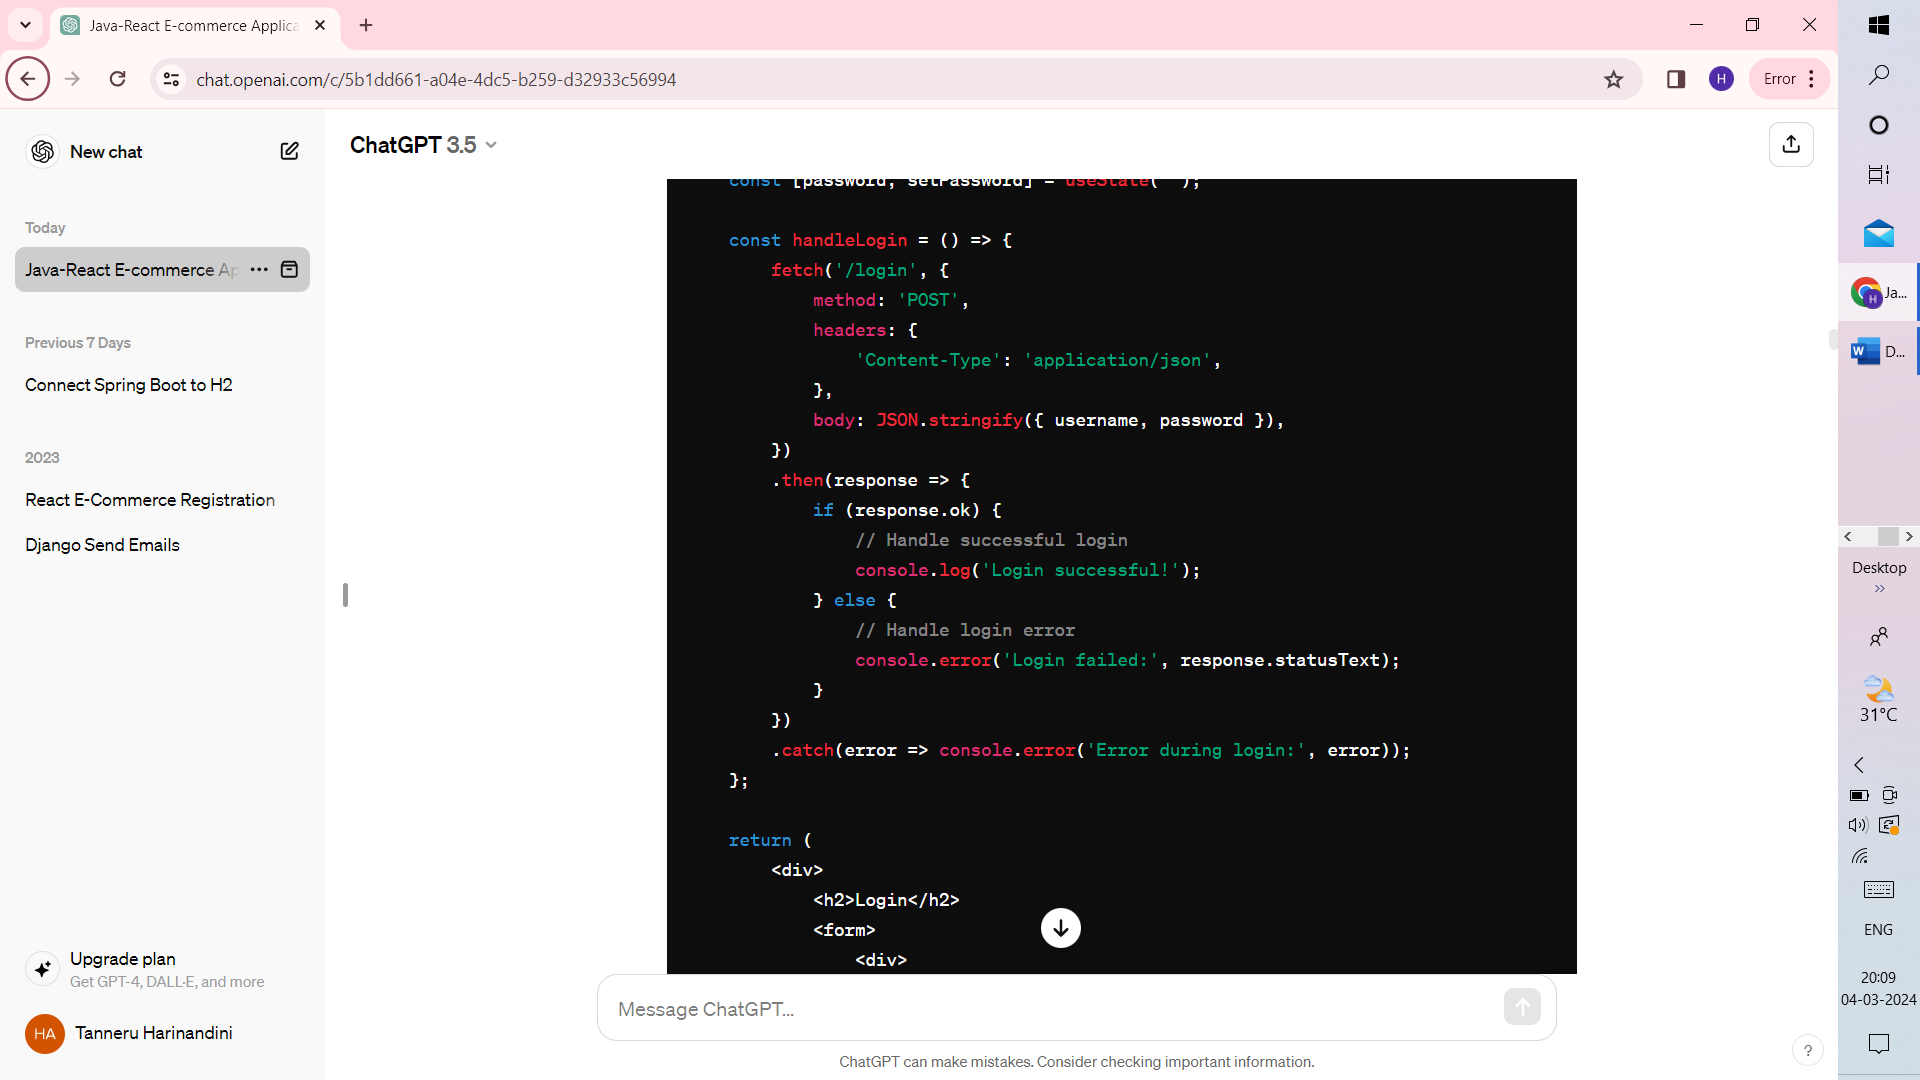 Java-React E-commerce Applica
chat.openai.com/c/5b1dd661-a04e-4dc5-b259-d32933c56994
H
Error
New chat
Today
Java-React E-commerce Ap
Previous 7 Days
Connect Spring Boot to H2
2023
React E-Commerce Registration
Django Send Emails
Upgrade plan
Get GPT-4, DALL·E, and more
HA
Tanneru Harinandini
ChatGPT 3.5
const [password, setPassword] = useState('');
const handleLogin = () => {
fetch('/login', {
method: 'POST',
headers: {
'Content-Type': 'application/json',
},
body: JSON.stringify({ username, password }),
})
.then(response => {
if (response.ok) {
// Handle successful login
console.log('Login successful!');
} else {
// Handle login error
console.error('Login failed:', response.statusText);
}
})
.catch(error => console.error('Error during login:', error));
};
return (
<div>
<h2>Login</h2>
<form>
<div>
Message ChatGPT...
ChatGPT can make mistakes. Consider checking important information.
?
H
Ja...
W
D...
Desktop
31°C
ENG
20:09
04-03-2024